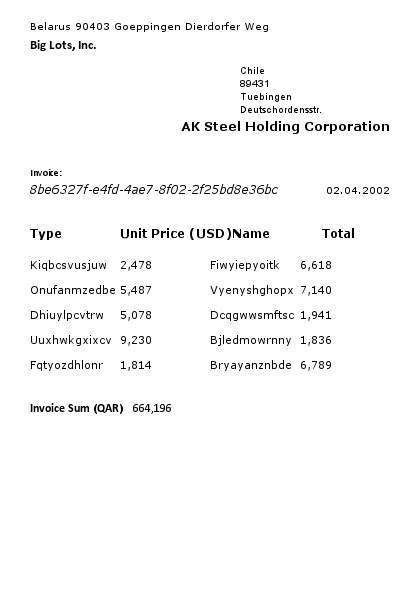 Belarus 90403 Goeppingen Dierdorfer Weg
Big Lots, Inc.
Chile
89431
Tuebingen
Deutschordensstr.
AK Steel Holding Corporation
Invoice:
8be6327f-e4fd-4ae7-8f02-2f25bd8e36bc 02.04.2002
Type Unit Price (USD)Name Total
Kiqbcsvusjuw 2,478 Fiwyiepyoitk 6,618
Onufanmzedbe 5,487 Vyenyshghopx 7,140
Dhiuylpcvtrw 5,078 Dcqgwwsmftsc 1,941
Uuxhwkgxixcv 9,230 Bjledmowrnny 1,836
Fqtyozdhlonr 1,814 Bryayanznbde 6,789
Invoice Sum (QAR) 664,196